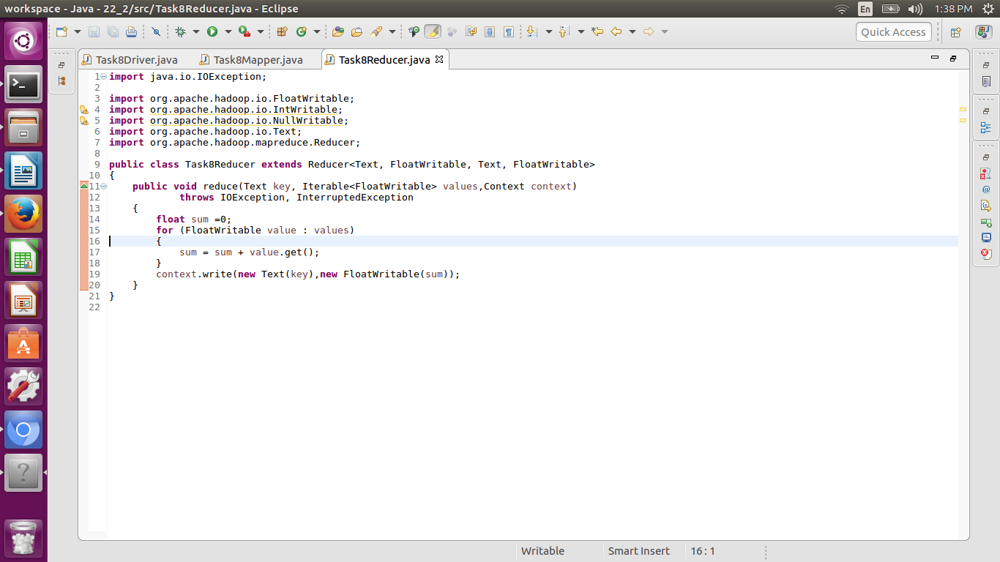 workspace - Java - 22_2/src/Task8Reducer.java - Eclipse
En
1:38 PM
Quick Access
Task8Driver.java
Task8Mapper.java
Task8Reducer.java
1 import java.io.IOException;
2
3 import org.apache.hadoop.io.FloatWritable;
4 import org.apache.hadoop.io.IntWritable;
5 import org.apache.hadoop.io.NullWritable;
6 import org.apache.hadoop.io.Text;
7 import org.apache.hadoop.mapreduce.Reducer;
8
9 public class Task8Reducer extends Reducer<Text, FloatWritable, Text, FloatWritable>
10 {
11     public void reduce(Text key, Iterable<FloatWritable> values,Context context)
12             throws IOException, InterruptedException
13     {
14         float sum =0;
15         for (FloatWritable value : values)
16         {
17             sum = sum + value.get();
18         }
19         context.write(new Text(key),new FloatWritable(sum));
20     }
21 }
22
Writable
Smart Insert
16 : 1